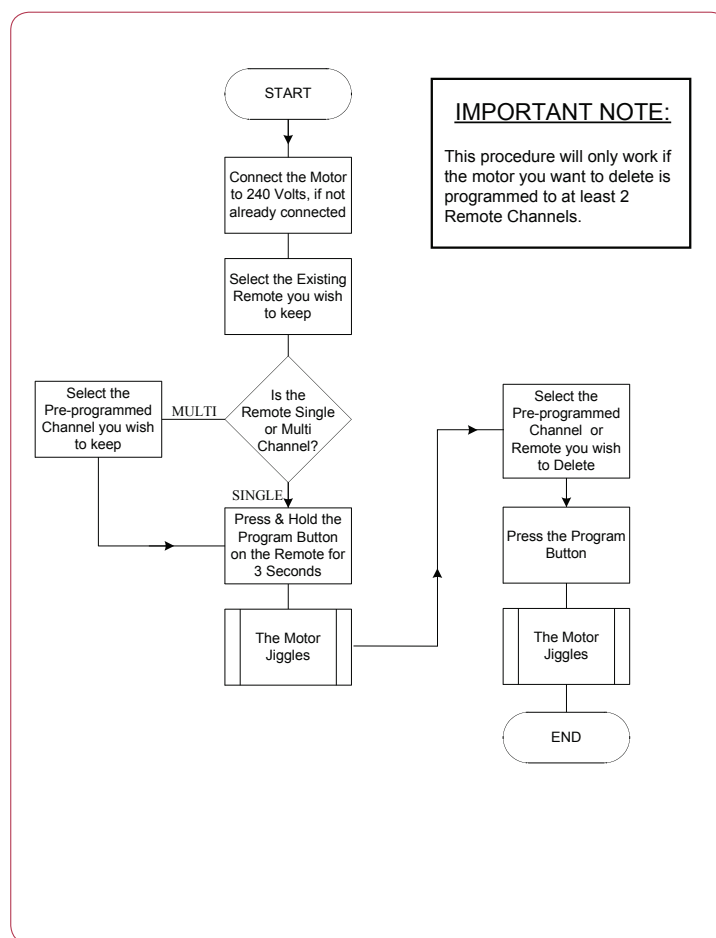 START
IMPORTANT NOTE:
This procedure will only work if
the motor you want to delete is
programmed to at least 2
Remote Channels.
Connect the Motor
to 240 Volts, if not
already connected
Select the Existing
Remote you wish
to keep
Is the
Remote Single
or Multi
Channel?
MULTI
Select the
Pre-programmed
Channel you wish
to keep
SINGLE
Press & Hold the
Program Button
on the Remote for
3 Seconds
The Motor
Jiggles
Select the
Pre-programmed
Channel or
Remote you wish
to Delete
Press the Program
Button
The Motor
Jiggles
END